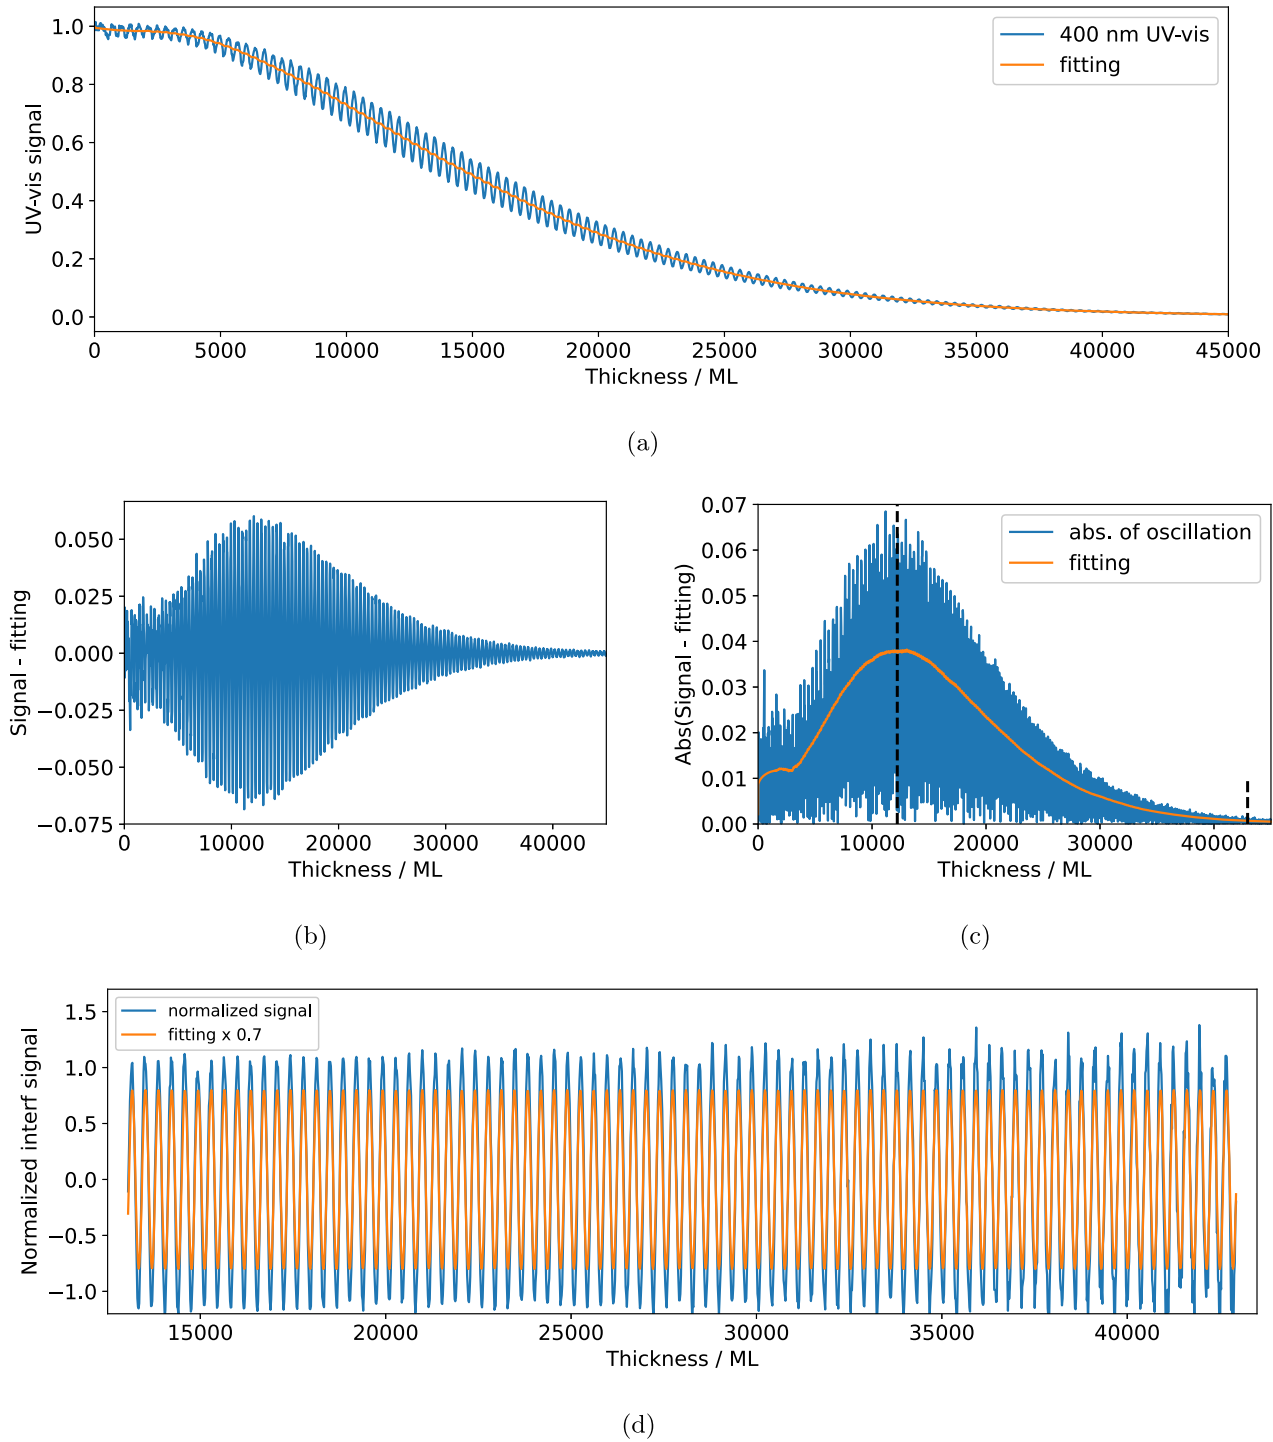 1.0
0.8
0.6
0.4
0.2
0.0
UV-vis signal
400 nm UV-vis
fitting
0 5000 10000 15000 20000 25000 30000 35000 40000 45000
Thickness / ML
(a)
0.050
0.025
0.000
−0.025
−0.050
−0.075
Signal - fitting
0 10000 20000 30000 40000
Thickness / ML
(b)
0.07
0.06
0.05
0.04
0.03
0.02
0.01
0.00
Abs(Signal - fitting)
abs. of oscillation
fitting
0 10000 20000 30000 40000
Thickness / ML
(c)
1.5
1.0
0.5
0.0
−0.5
−1.0
Normalized interf signal
normalized signal
fitting x 0.7
15000 20000 25000 30000 35000 40000
Thickness / ML
(d)